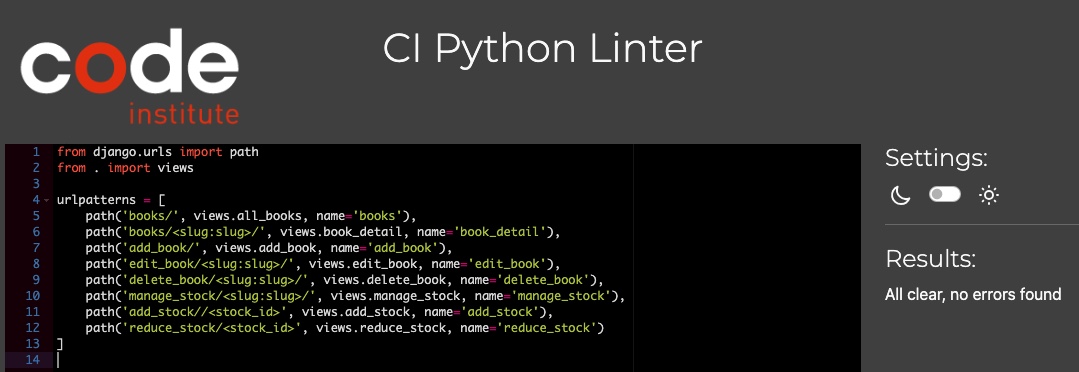 code
institute
CI Python Linter
1 from django.urls import path
2 from . import views
3
4 urlpatterns = [
5 path('books/', views.all_books, name='books'),
6 path('books/<slug:slug>/', views.book_detail, name='book_detail'),
7 path('add_book/', views.add_book, name='add_book'),
8 path('edit_book/<slug:slug>/', views.edit_book, name='edit_book'),
9 path('delete_book/<slug:slug>/', views.delete_book, name='delete_book'),
10 path('manage_stock/<slug:slug>/', views.manage_stock, name='manage_stock'),
11 path('add_stock//<stock_id>', views.add_stock, name='add_stock'),
12 path('reduce_stock/<stock_id>', views.reduce_stock, name='reduce_stock')
13 ]
14
Settings:
Results:
All clear, no errors found